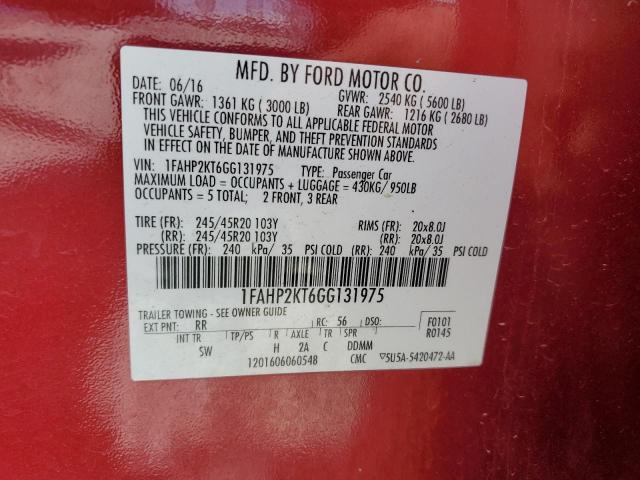 MFD. BY FORD MOTOR CO.
DATE: 06/16 GVWR: 2540 KG ( 5600 LB)
FRONT GAWR: 1361 KG ( 3000 LB) REAR GAWR: 1216 KG ( 2680 LB)
THIS VEHICLE CONFORMS TO ALL APPLICABLE FEDERAL MOTOR
VEHICLE SAFETY, BUMPER, AND THEFT PREVENTION STANDARDS
IN EFFECT ON THE DATE OF MANUFACTURE SHOWN ABOVE.
VIN: 1FAHP2KT6GG131975 TYPE: Passenger Car
MAXIMUM LOAD = OCCUPANTS + LUGGAGE = 430KG/ 950LB
OCCUPANTS = 5 TOTAL; 2 FRONT, 3 REAR
TIRE (FR): 245/45R20 103Y RIMS (FR): 20x8.0J
(RR): 245/45R20 103Y (RR): 20x8.0J
PRESSURE (FR): 240 kPa/ 35 PSI COLD (RR): 240 kPa/ 35 PSI COLD
1FAHP2KT6GG131975
TRAILER TOWING - SEE OWNER GUIDE
EXT PNT: RR RC: 56 DSO: F0101
INT TR TP/PS R AXLE TR SPR R0145
SW H 2A C DDMM
1201606060548 CMC ▽5U5A-5420472-AA